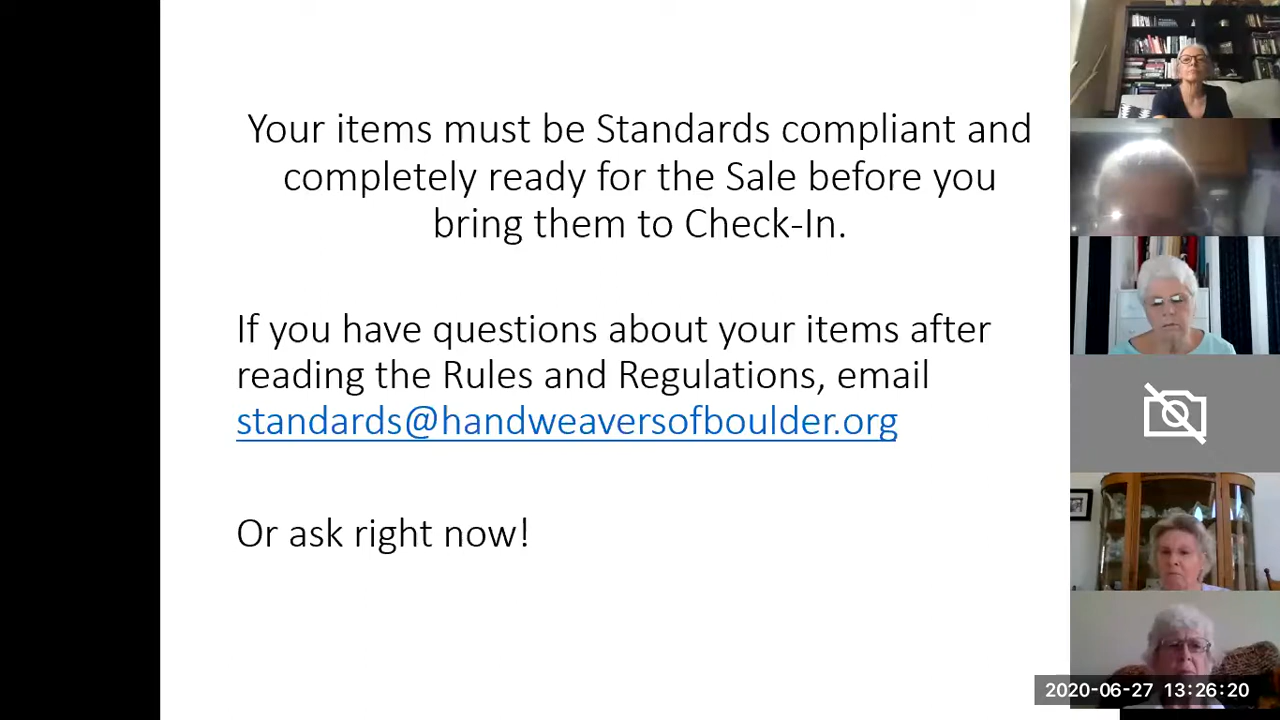 Your items must be Standards compliant and
completely ready for the Sale before you
bring them to Check-In.
If you have questions about your items after
reading the Rules and Regulations, email
standards@handweaversofboulder.org
Or ask right now!
2020-06-27 13:26:20